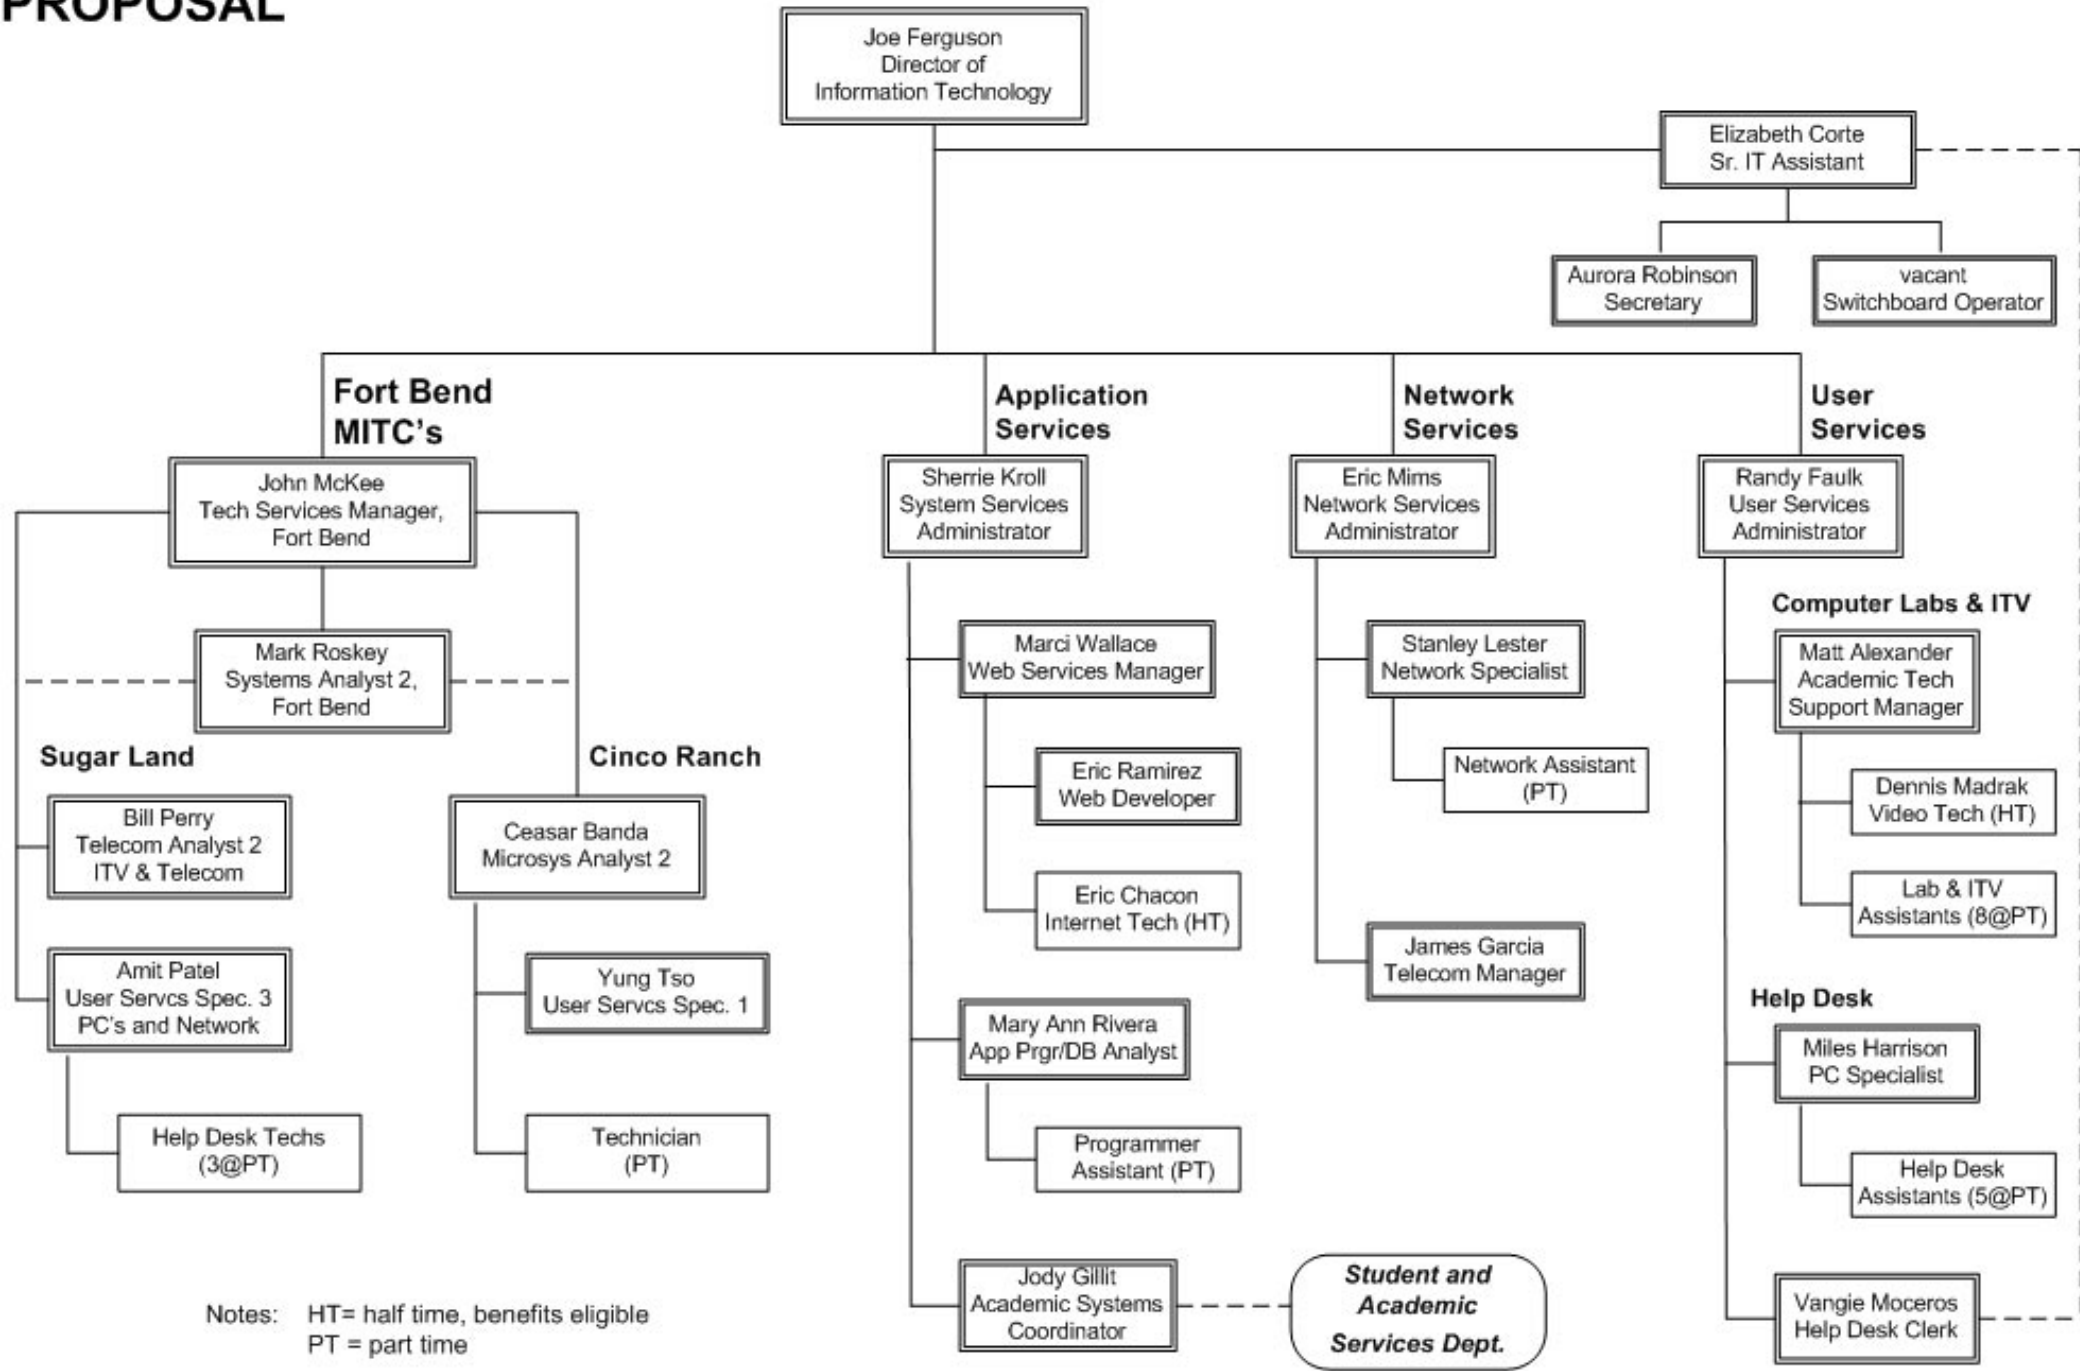 PROPOSAL
Joe Ferguson
Director of
Information Technology
Elizabeth Corte
Sr. IT Assistant
Aurora Robinson
Secretary
vacant
Switchboard Operator
Fort Bend
MITC's
John McKee
Tech Services Manager,
Fort Bend
Mark Roskey
Systems Analyst 2,
Fort Bend
Sugar Land
Bill Perry
Telecom Analyst 2
ITV & Telecom
Amit Patel
User Servcs Spec. 3
PC's and Network
Help Desk Techs
(3@PT)
Cinco Ranch
Ceasar Banda
Microsys Analyst 2
Yung Tso
User Servcs Spec. 1
Technician
(PT)
Application
Services
Sherrie Kroll
System Services
Administrator
Marci Wallace
Web Services Manager
Eric Ramirez
Web Developer
Eric Chacon
Internet Tech (HT)
Mary Ann Rivera
App Prgr/DB Analyst
Programmer
Assistant (PT)
Jody Gillit
Academic Systems
Coordinator
Student and
Academic
Services Dept.
Network
Services
Eric Mims
Network Services
Administrator
Stanley Lester
Network Specialist
Network Assistant
(PT)
James Garcia
Telecom Manager
User
Services
Randy Faulk
User Services
Administrator
Computer Labs & ITV
Matt Alexander
Academic Tech
Support Manager
Dennis Madrak
Video Tech (HT)
Lab & ITV
Assistants (8@PT)
Help Desk
Miles Harrison
PC Specialist
Help Desk
Assistants (5@PT)
Vangie Moceros
Help Desk Clerk
Notes: HT= half time, benefits eligible
PT = part time